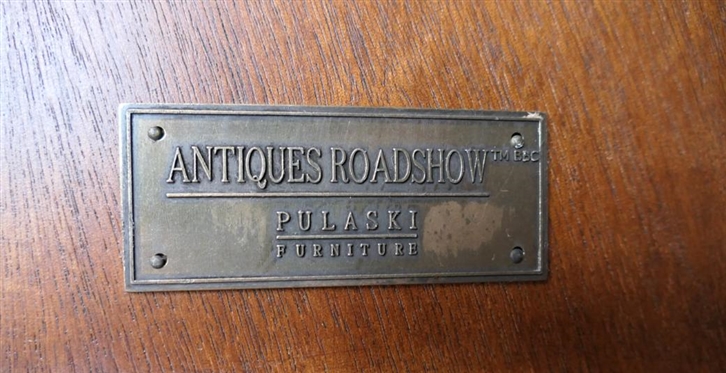 ANTIQUES ROADSHOW™ BBC
PULASKI
FURNITURE